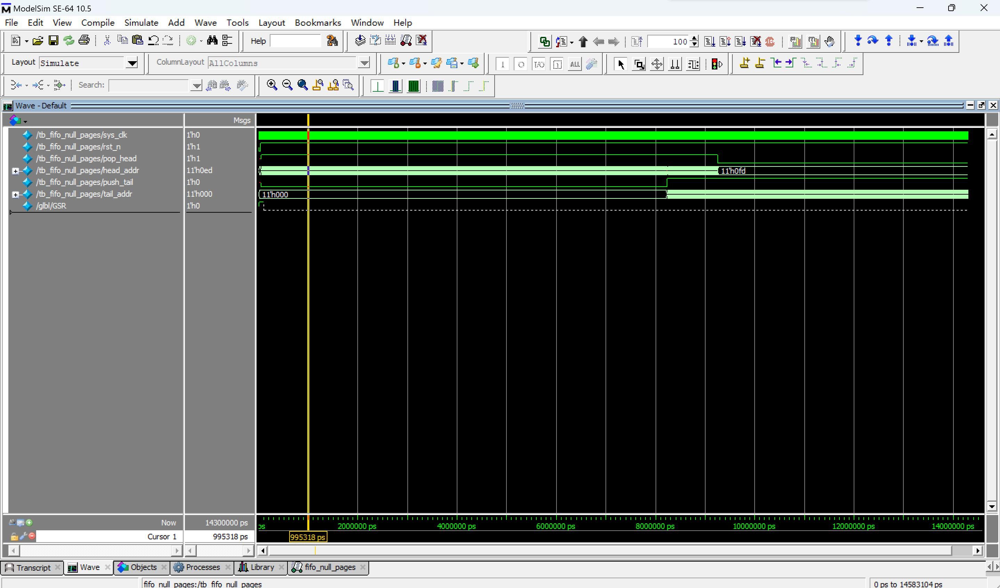 ModelSim SE-64 10.5
File Edit View Compile Simulate Add Wave Tools Layout Bookmarks Window Help
Help
100
Layout Simulate
ColumnLayout AllColumns
ALL
Search:
Wave - Default
Msgs
/tb_fifo_null_pages/sys_clk 1'h0
/tb_fifo_null_pages/rst_n 1'h1
/tb_fifo_null_pages/pop_head 1'h1
/tb_fifo_null_pages/head_addr 11'h0ed 11'h0fd
/tb_fifo_null_pages/push_tail 1'h0
/tb_fifo_null_pages/tail_addr 11'h000 11'h000
/glbl/GSR 1'h0
Now 14300000 ps
ps 2000000 ps 4000000 ps 6000000 ps 8000000 ps 10000000 ps 12000000 ps 14000000 ps
Cursor 1 995318 ps 995318 ps
Transcript Wave Objects Processes Library fifo_null_pages
fifo_null_pages:/tb_fifo_null_pages 0 ps to 14583104 ps